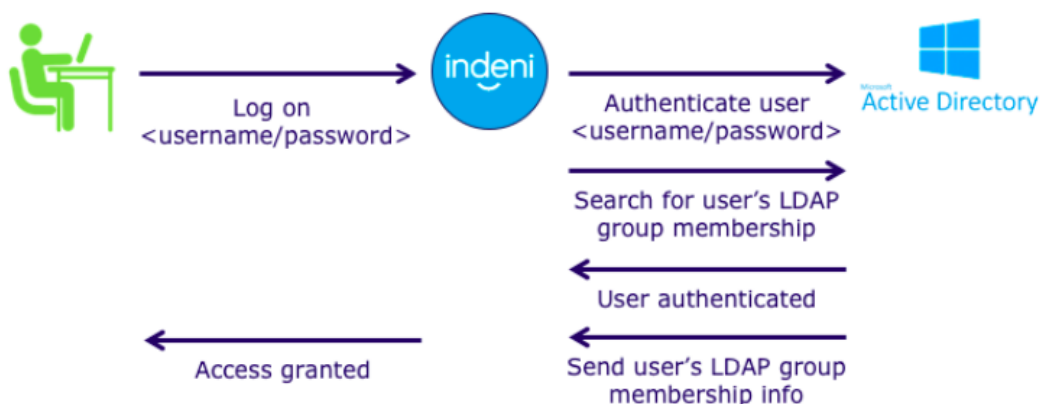 indeni
Log on
<username/password>
Authenticate user
<username/password>
Microsoft
Active Directory
Search for user's LDAP
group membership
User authenticated
Access granted
Send user's LDAP group
membership info